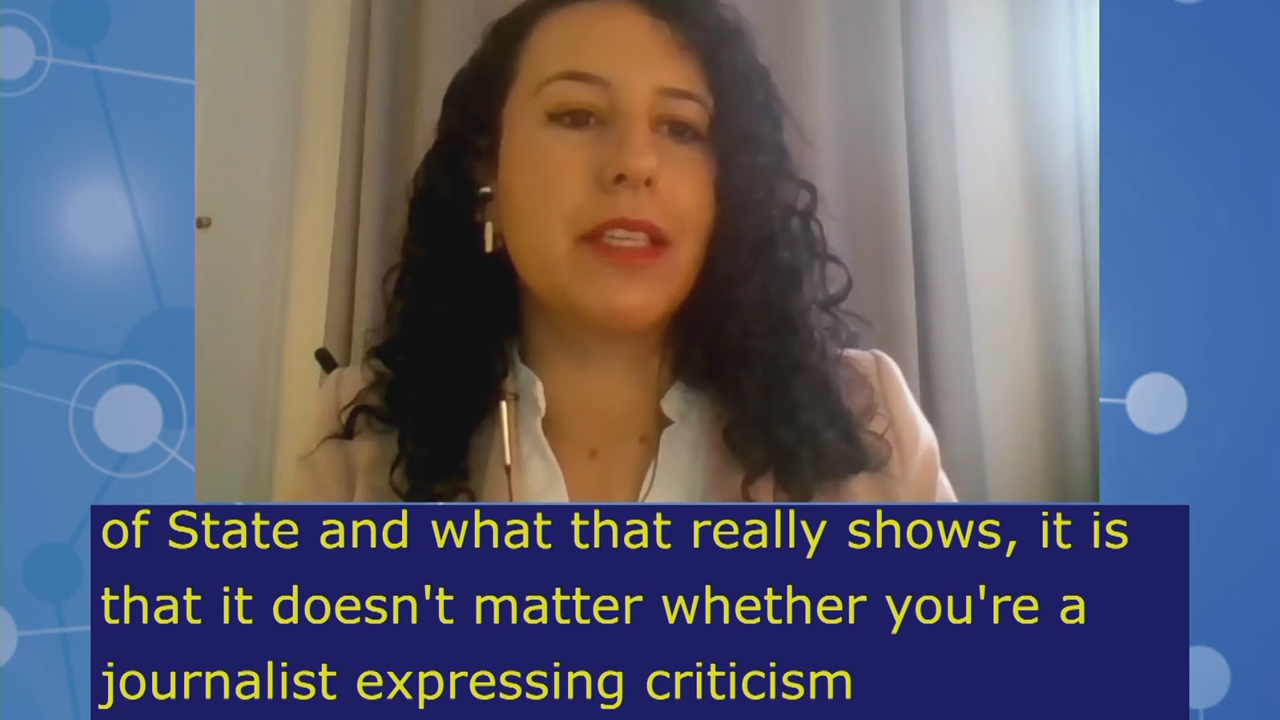 of State and what that really shows, it is
that it doesn't matter whether you're a
journalist expressing criticism